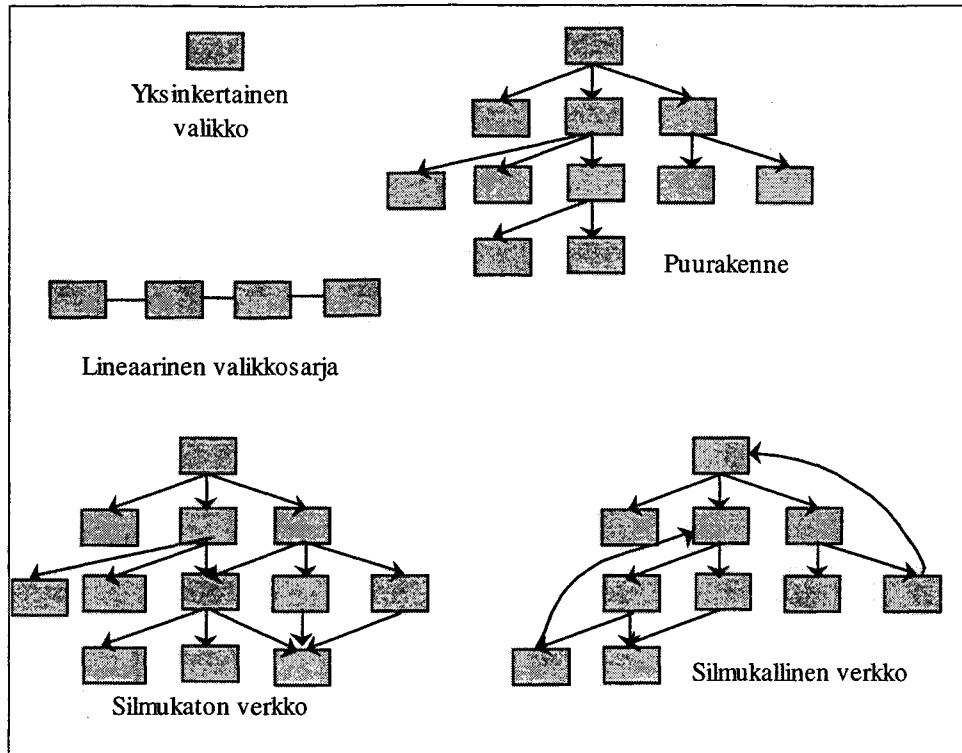 Yksinkertainen
valikko
Puurakenne
Lineaarinen valikkosarja
Silmukaton verkko
Silmukallinen verkko